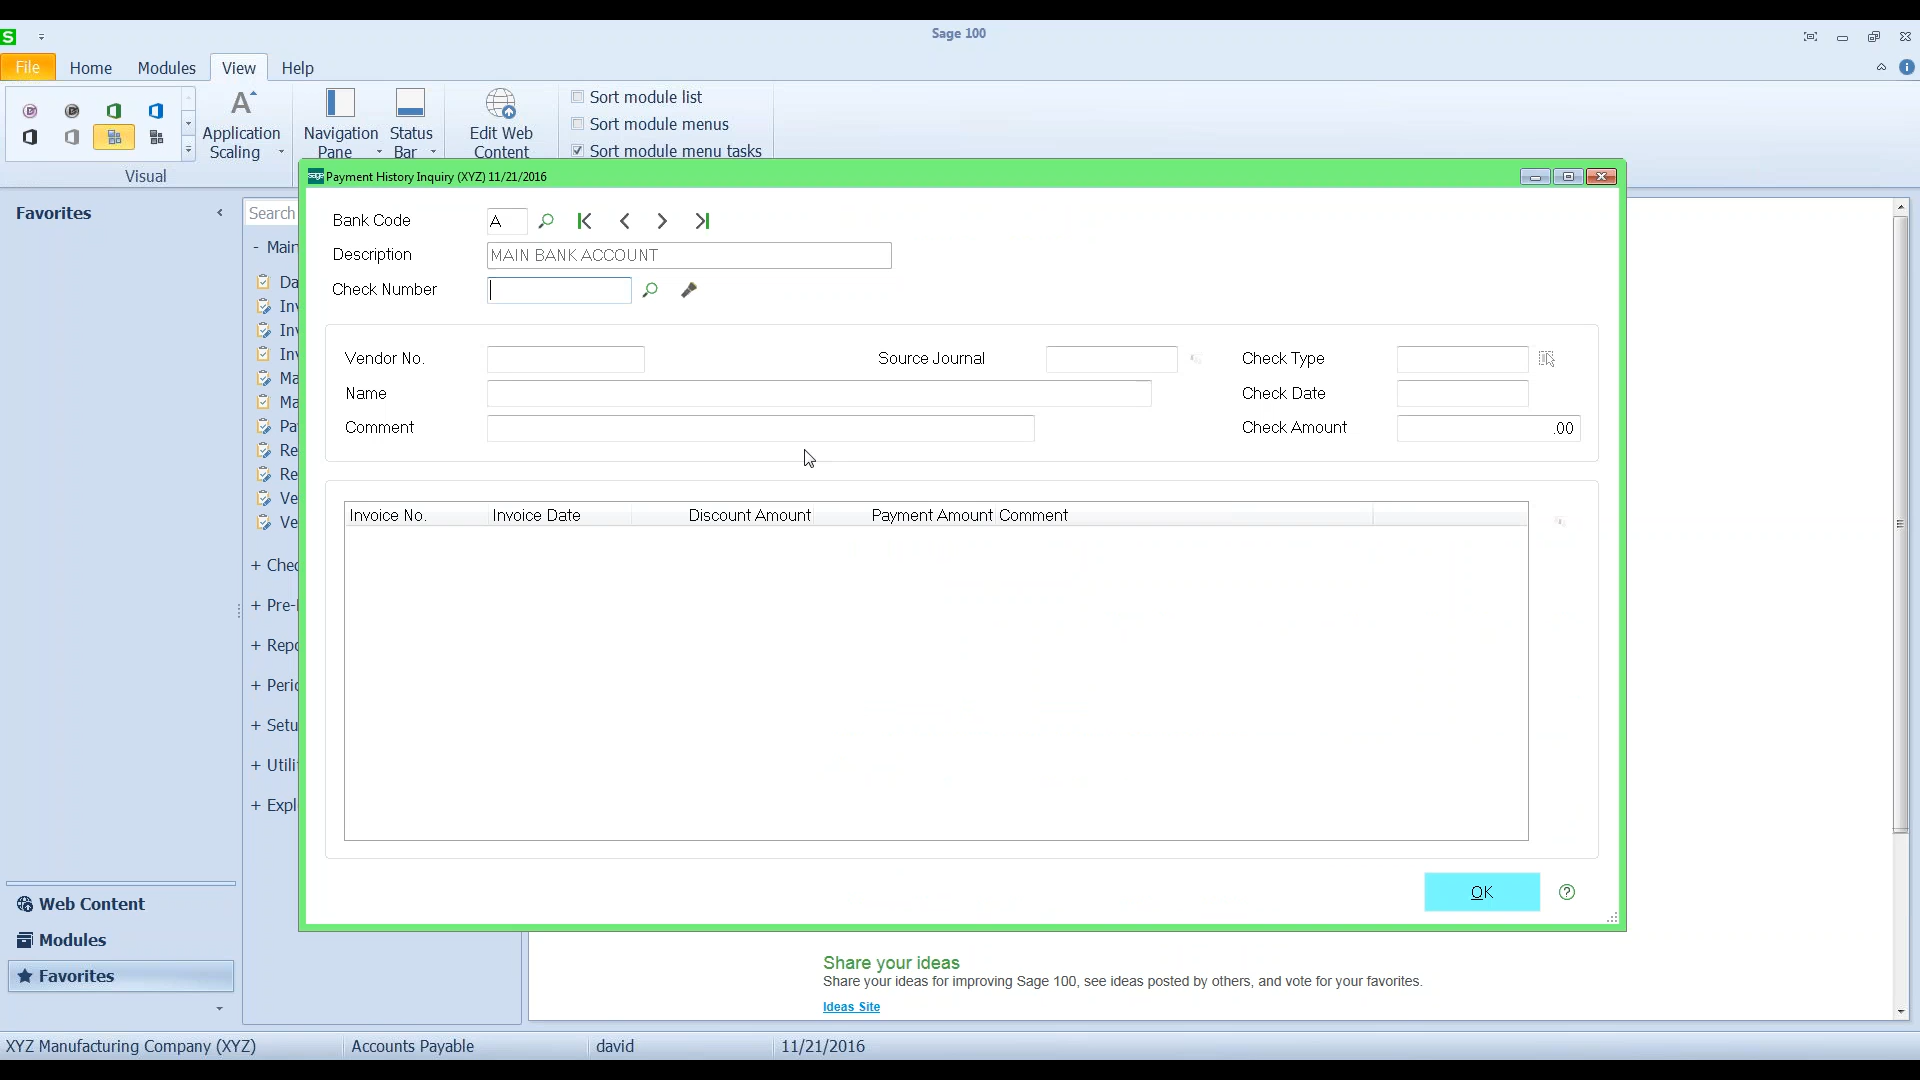 S
Sage 100
File Home Modules View Help
Application Scaling
Navigation Pane
Status Bar
Edit Web Content
Sort module list
Sort module menus
Sort module menu tasks
Visual
sage Payment History Inquiry (XYZ) 11/21/2016
Favorites
Search
- Main
+ Setu
+ Utili
+ Expl
Bank Code A
Description MAIN BANK ACCOUNT
Check Number
Vendor No. Source Journal Check Type
Name Check Date
Comment Check Amount .00
Invoice No. Invoice Date Discount Amount Payment Amount Comment
OK
Web Content
Modules
Favorites
Share your ideas
Share your ideas for improving Sage 100, see ideas posted by others, and vote for your favorites.
Ideas Site
XYZ Manufacturing Company (XYZ) Accounts Payable david 11/21/2016